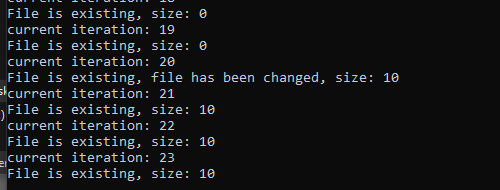 current iteration: 18
File is existing, size: 0
current iteration: 19
File is existing, size: 0
current iteration: 20
File is existing, file has been changed, size: 10
current iteration: 21
File is existing, size: 10
current iteration: 22
File is existing, size: 10
current iteration: 23
File is existing, size: 10